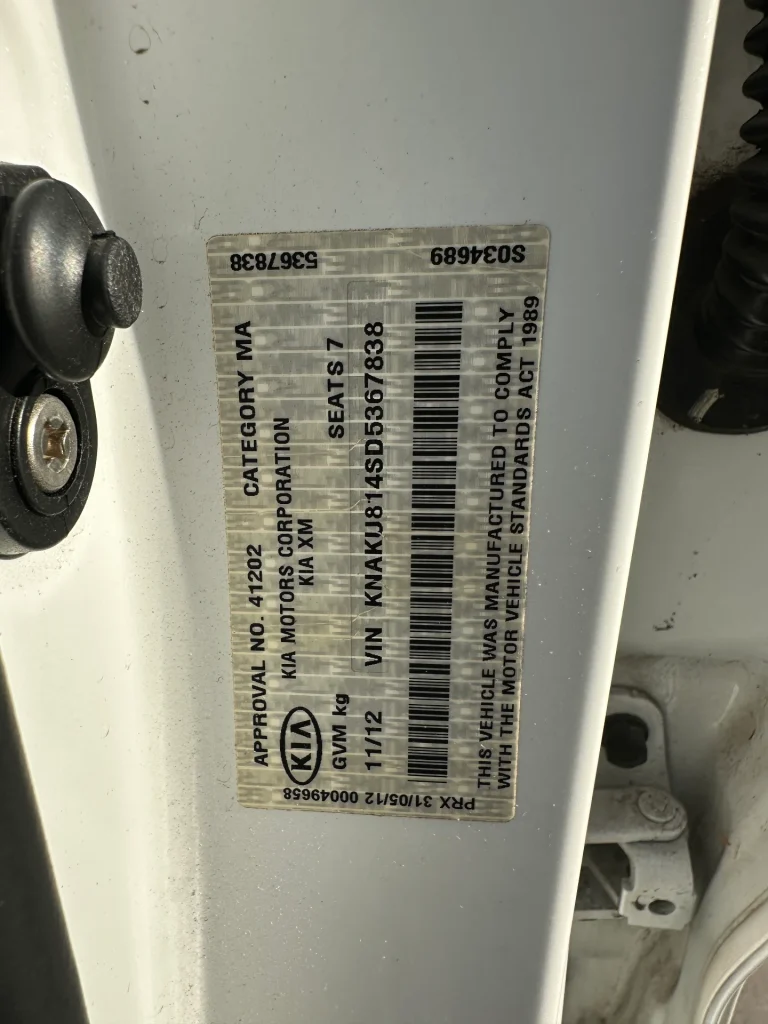 APPROVAL NO. 41202 CATEGORY MA
KIA MOTORS CORPORATION
KIA KIA XM
GVM kg SEATS 7
11/12 VIN KNAKU814SD5367838
THIS VEHICLE WAS MANUFACTURED TO COMPLY
WITH THE MOTOR VEHICLE STANDARDS ACT 1989
5367838
S034689
PRX 31/05/12 00049658